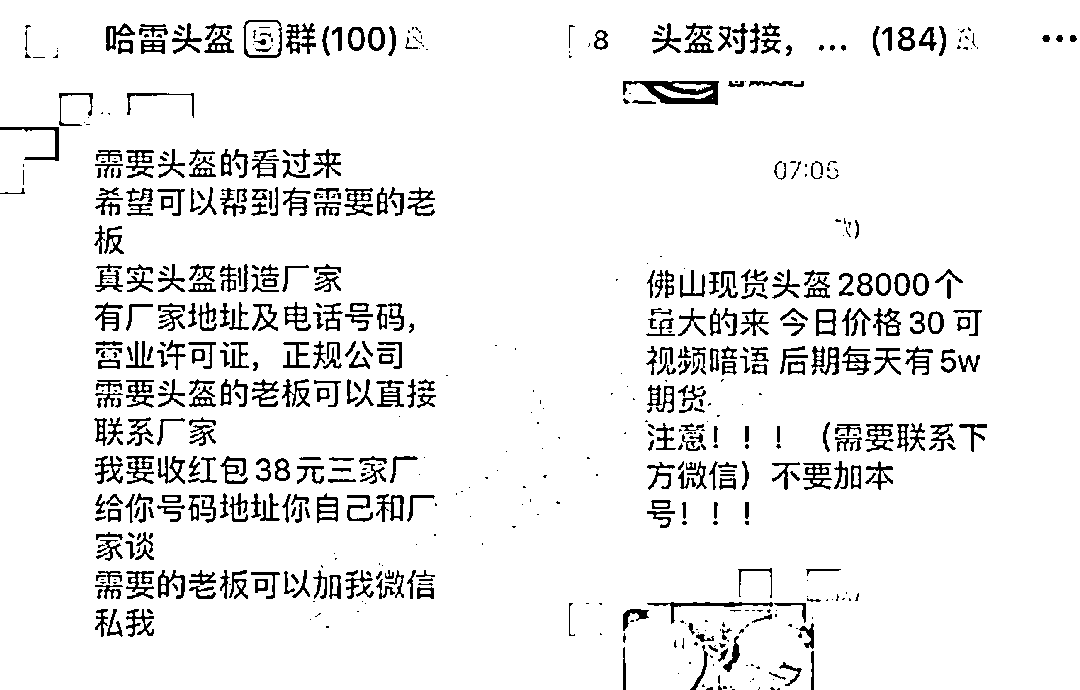 哈雷头盔5群(100)
需要头盔的看过来
希望可以帮到有需要的老
板
真实头盔制造厂家
有厂家地址及电话号码，
营业许可证，正规公司
需要头盔的老板可以直接
联系厂家
我要收红包38元三家厂
给你号码地址你自己和厂
家谈
需要的老板可以加我微信
私我
8 头盔对接，... (184)
07:05
佛山现货头盔28000个
量大的来 今日价格30 可
视频暗语 后期每天有5w
期货
注意！！！（需要联系下
方微信）不要加本
号！！！